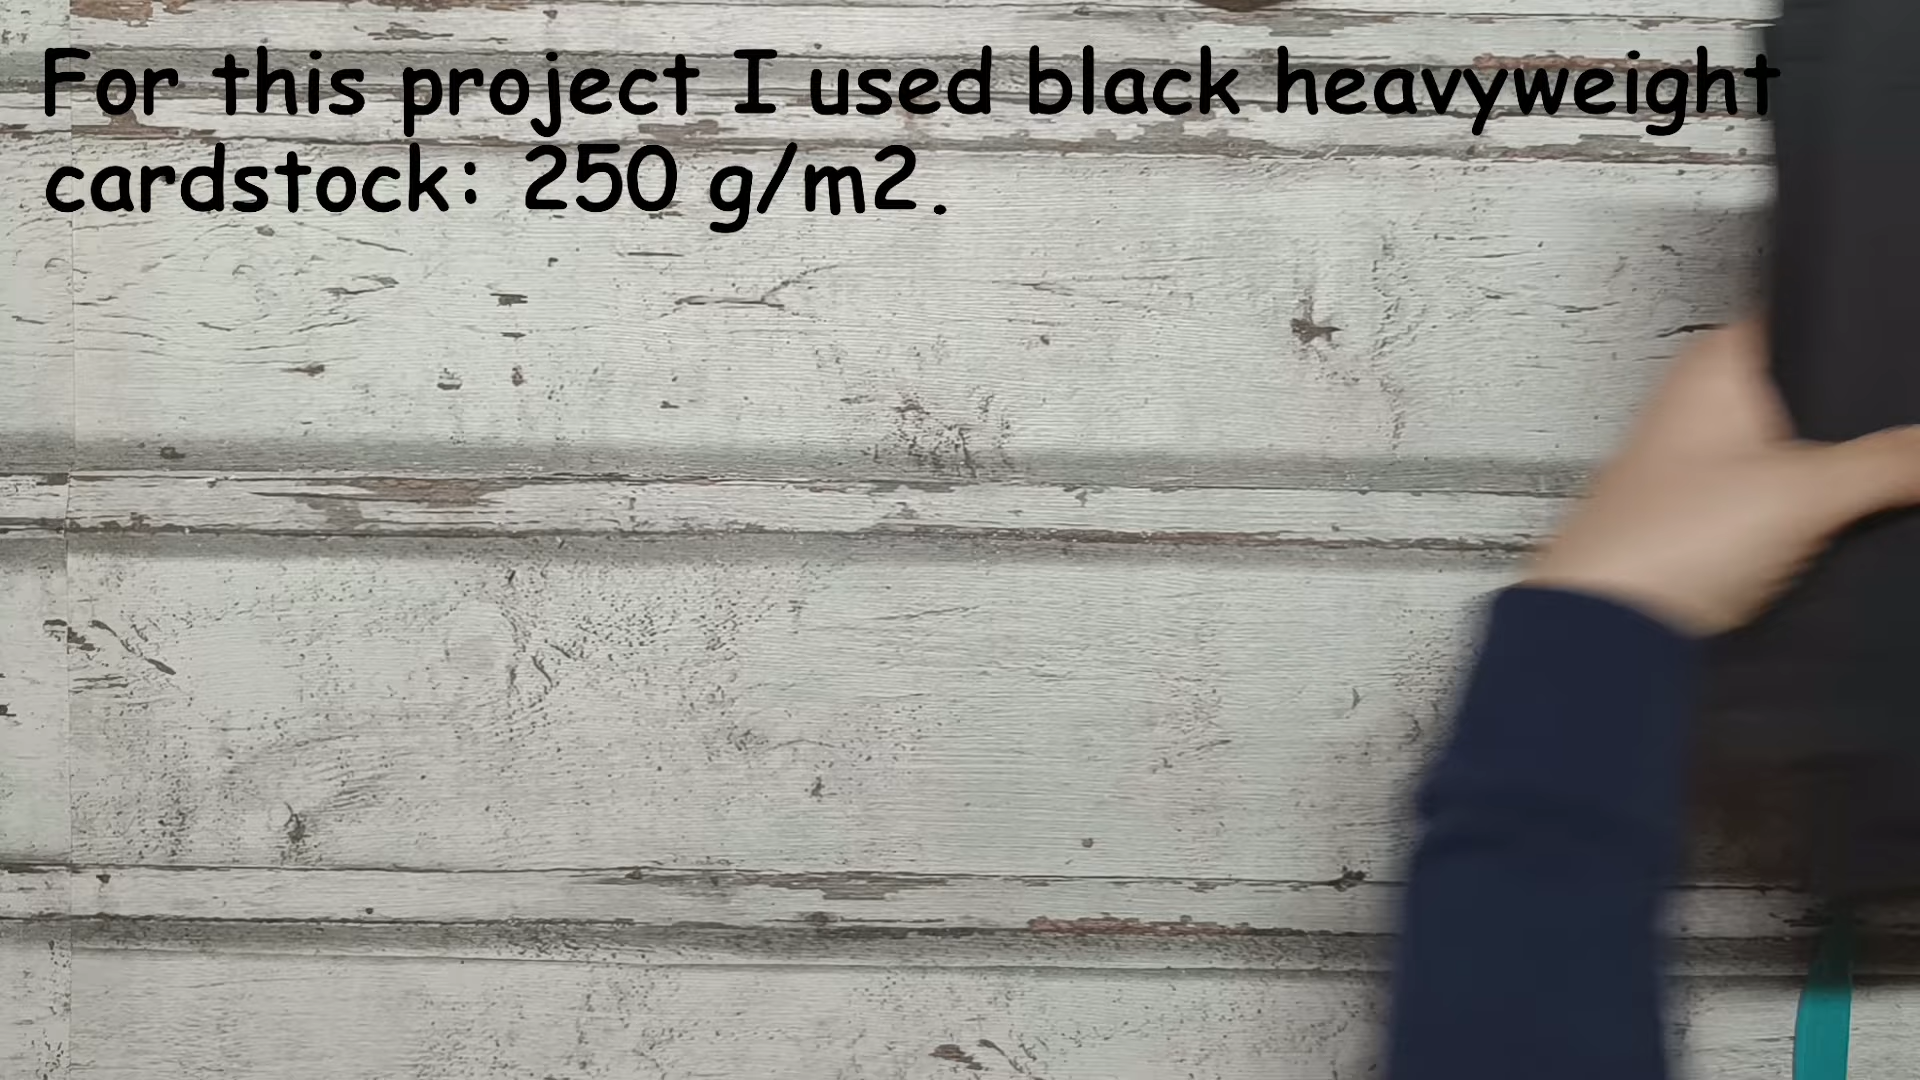 For this project I used black heavyweight
cardstock: 250 g/m2.